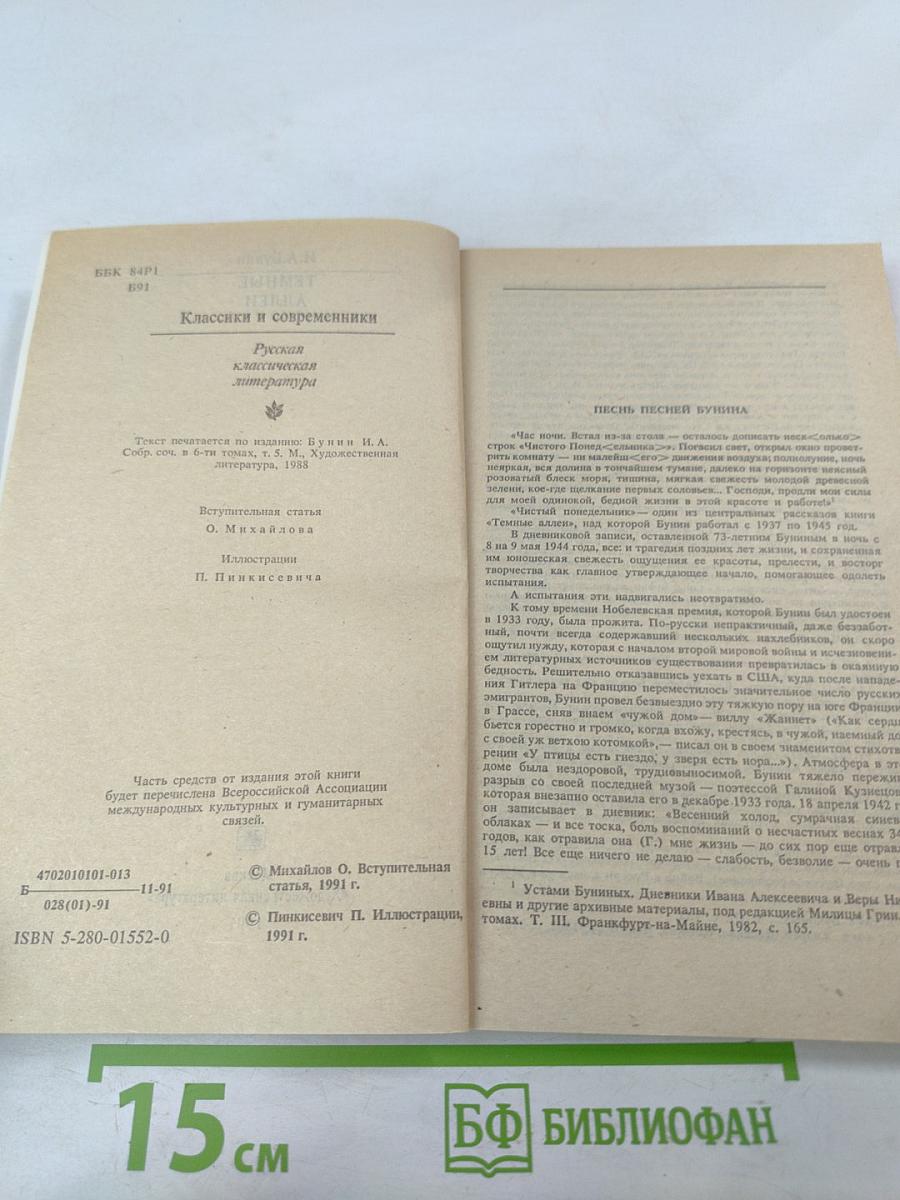 ББК 84Р1
Б91
Классики и современники
Русская
классическая
литература
Текст печатается по изданию: Бунин И. А.
Собр. соч. в 6-ти томах, т. 5. М., Художественная
литература, 1988
Вступительная статья
О. Михайлова
Иллюстрации
П. Пинкисевича
Часть средств от издания этой книги
будет перечислена Всероссийской Ассоциации
международных культурных и гуманитарных
связей.
4702010101-013
Б—————11-91
028(01)-91
ISBN 5-280-01552-0
© Михайлов О. Вступительная
статья, 1991 г.
© Пинкисевич П. Иллюстрации,
1991 г.
ПЕСНЬ ПЕСНЕЙ БУНИНА
«Час ночи. Встал из-за стола — осталось дописать неск<олько>
строк «Чистого Понед<ельника>». Погасил свет, открыл окно провет-
рить комнату — ни малейш<его> движения воздуха; полнолуние, ночь
неяркая, вся долина в тончайшем тумане, далеко на горизонте неясный
розоватый блеск моря, тишина, мягкая свежесть молодой древесной
зелени, кое-где щелкание первых соловьев... Господи, продли мои силы
для моей одинокой, бедной жизни в этой красоте и работе!»¹
«Чистый понедельник»— один из центральных рассказов книги
«Темные аллеи», над которой Бунин работал с 1937 по 1945 год.
В дневниковой записи, оставленной 73-летним Буниным в ночь с
8 на 9 мая 1944 года, все: и трагедия поздних лет жизни, и сохраненная
им юношеская свежесть ощущения ее красоты, прелести, и восторг
творчества как главное утверждающее начало, помогающее одолеть
испытания.
А испытания эти надвигались неотвратимо.
К тому времени Нобелевская премия, которой Бунин был удостоен
в 1933 году, была прожита. По-русски непрактичный, даже беззабот-
ный, почти всегда содержавший нескольких нахлебников, он скоро
ощутил нужду, которая с началом второй мировой войны и исчезновени-
ем литературных источников существования превратилась в окаянную
бедность. Решительно отказавшись уехать в США, куда после нападе-
ния Гитлера на Францию переместилось значительное число русских
эмигрантов, Бунин провел безвыездно эту тяжкую пору на юге Франции
в Грассе, сняв внаем «чужой дом»— виллу «Жаннет» («Как сердц
бьется горестно и громко, когда вхожу, крестясь, в чужой, наемный до
с своей уж ветхою котомкой»,— писал он в своем знаменитом стихотв
рении «У птицы есть гнездо, у зверя есть нора...»). Атмосфера в эт
доме была нездоровой, трудновыносимой. Бунин тяжело пережи
разрыв со своей последней музой — поэтессой Галиной Кузнецов
которая внезапно оставила его в декабре 1933 года. 18 апреля 1942 г
он записывает в дневник: «Весенний холод, сумрачная синев
облаках — и все тоска, боль воспоминаний о несчастных веснах 34
годов, как отравила она (Г.) мне жизнь — до сих пор еще отравл
15 лет! Все еще ничего не делаю — слабость, безволие — очень п
¹ Устами Буниных. Дневники Ивана Алексеевича и Веры Ни
евны и другие архивные материалы, под редакцией Милицы Грин
томах. Т. III. Франкфурт-на-Майне, 1982, с. 165.
15 см
БФ БИБЛИОФАН